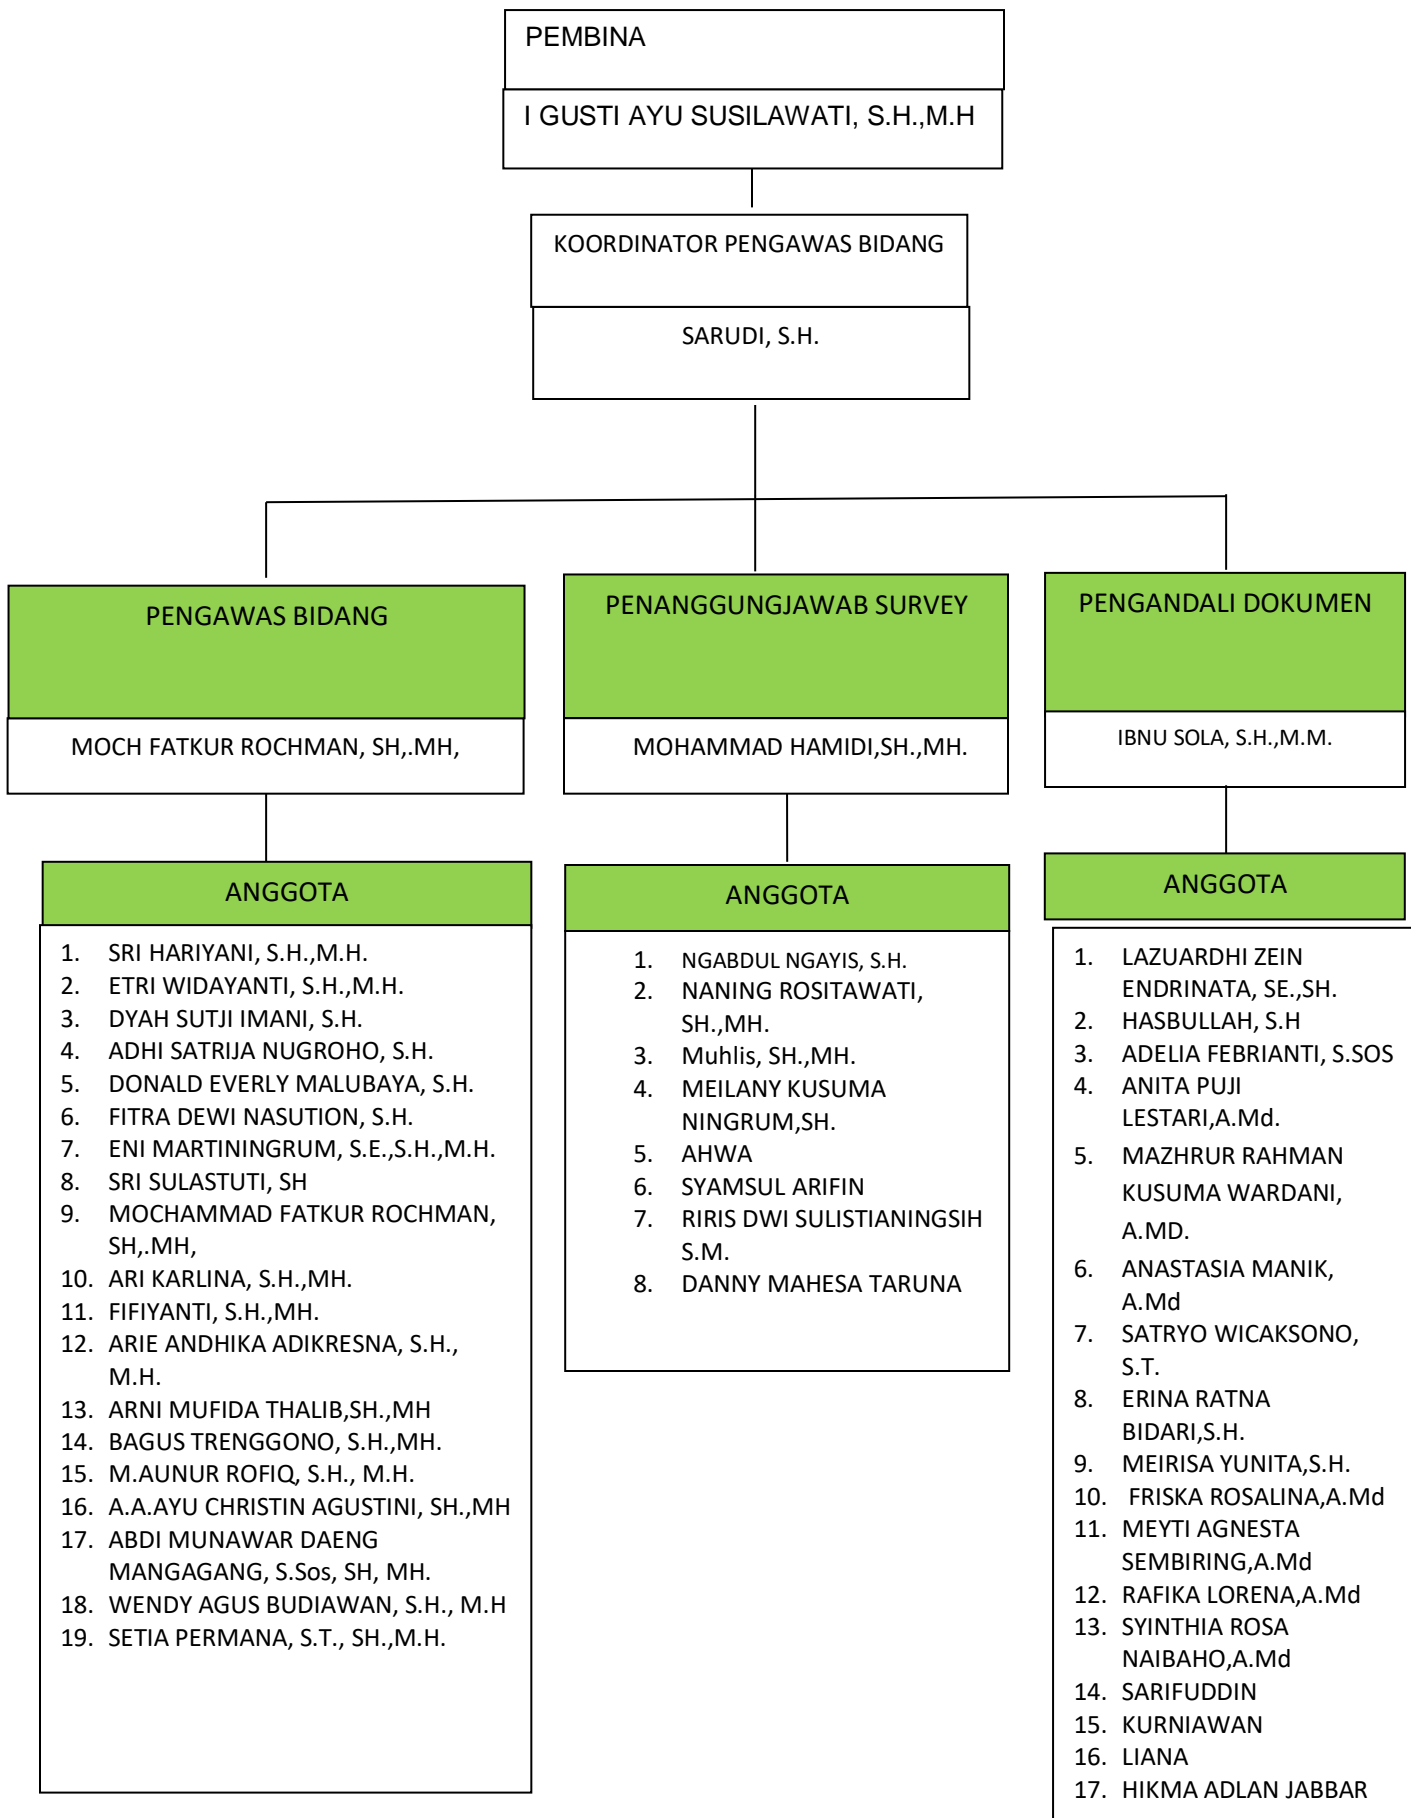 PEMBINA
I GUSTI AYU SUSILAWATI, S.H.,M.H
KOORDINATOR PENGAWAS BIDANG
SARUDI, S.H.
PENGAWAS BIDANG
MOCH FATKUR ROCHMAN, SH,.MH,
ANGGOTA
1. SRI HARIYANI, S.H.,M.H.
2. ETRI WIDAYANTI, S.H.,M.H.
3. DYAH SUTJI IMANI, S.H.
4. ADHI SATRIJA NUGROHO, S.H.
5. DONALD EVERLY MALUBAYA, S.H.
6. FITRA DEWI NASUTION, S.H.
7. ENI MARTININGRUM, S.E.,S.H.,M.H.
8. SRI SULASTUTI, SH
9. MOCHAMMAD FATKUR ROCHMAN,
SH,.MH,
10. ARI KARLINA, S.H.,MH.
11. FIFIYANTI, S.H.,MH.
12. ARIE ANDHIKA ADIKRESNA, S.H.,
M.H.
13. ARNI MUFIDA THALIB,SH.,MH
14. BAGUS TRENGGONO, S.H.,MH.
15. M.AUNUR ROFIQ, S.H., M.H.
16. A.A.AYU CHRISTIN AGUSTINI, SH.,MH
17. ABDI MUNAWAR DAENG
MANGAGANG, S.Sos, SH, MH.
18. WENDY AGUS BUDIAWAN, S.H., M.H
19. SETIA PERMANA, S.T., SH.,M.H.
PENANGGUNGJAWAB SURVEY
MOHAMMAD HAMIDI,SH.,MH.
ANGGOTA
1. NGABDUL NGAYIS, S.H.
2. NANING ROSITAWATI,
SH.,MH.
3. Muhlis, SH.,MH.
4. MEILANY KUSUMA
NINGRUM,SH.
5. AHWA
6. SYAMSUL ARIFIN
7. RIRIS DWI SULISTIANINGSIH
S.M.
8. DANNY MAHESA TARUNA
PENGANDALI DOKUMEN
IBNU SOLA, S.H.,M.M.
ANGGOTA
1. LAZUARDHI ZEIN
ENDRINATA, SE.,SH.
2. HASBULLAH, S.H
3. ADELIA FEBRIANTI, S.SOS
4. ANITA PUJI
LESTARI,A.Md.
5. MAZHRUR RAHMAN
KUSUMA WARDANI,
A.MD.
6. ANASTASIA MANIK,
A.Md
7. SATRYO WICAKSONO,
S.T.
8. ERINA RATNA
BIDARI,S.H.
9. MEIRISA YUNITA,S.H.
10. FRISKA ROSALINA,A.Md
11. MEYTI AGNESTA
SEMBIRING,A.Md
12. RAFIKA LORENA,A.Md
13. SYINTHIA ROSA
NAIBAHO,A.Md
14. SARIFUDDIN
15. KURNIAWAN
16. LIANA
17. HIKMA ADLAN JABBAR